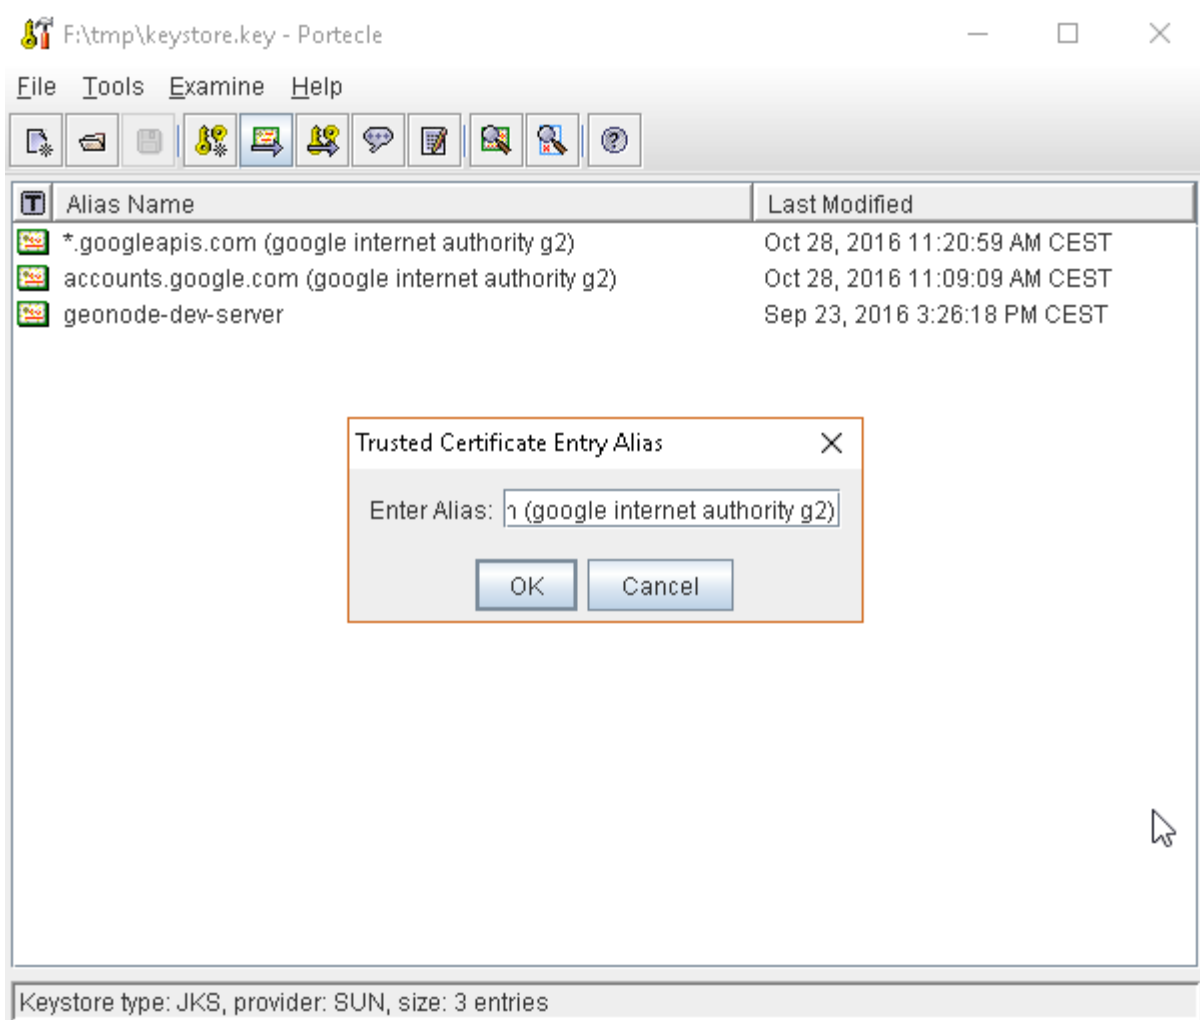 F:\tmp\keystore.key - Portecle
File Tools Examine Help
T Alias Name Last Modified
*.googleapis.com (google internet authority g2) Oct 28, 2016 11:20:59 AM CEST
accounts.google.com (google internet authority g2) Oct 28, 2016 11:09:09 AM CEST
geonode-dev-server Sep 23, 2016 3:26:18 PM CEST
Trusted Certificate Entry Alias
Enter Alias: (google internet authority g2)
OK Cancel
Keystore type: JKS, provider: SUN, size: 3 entries